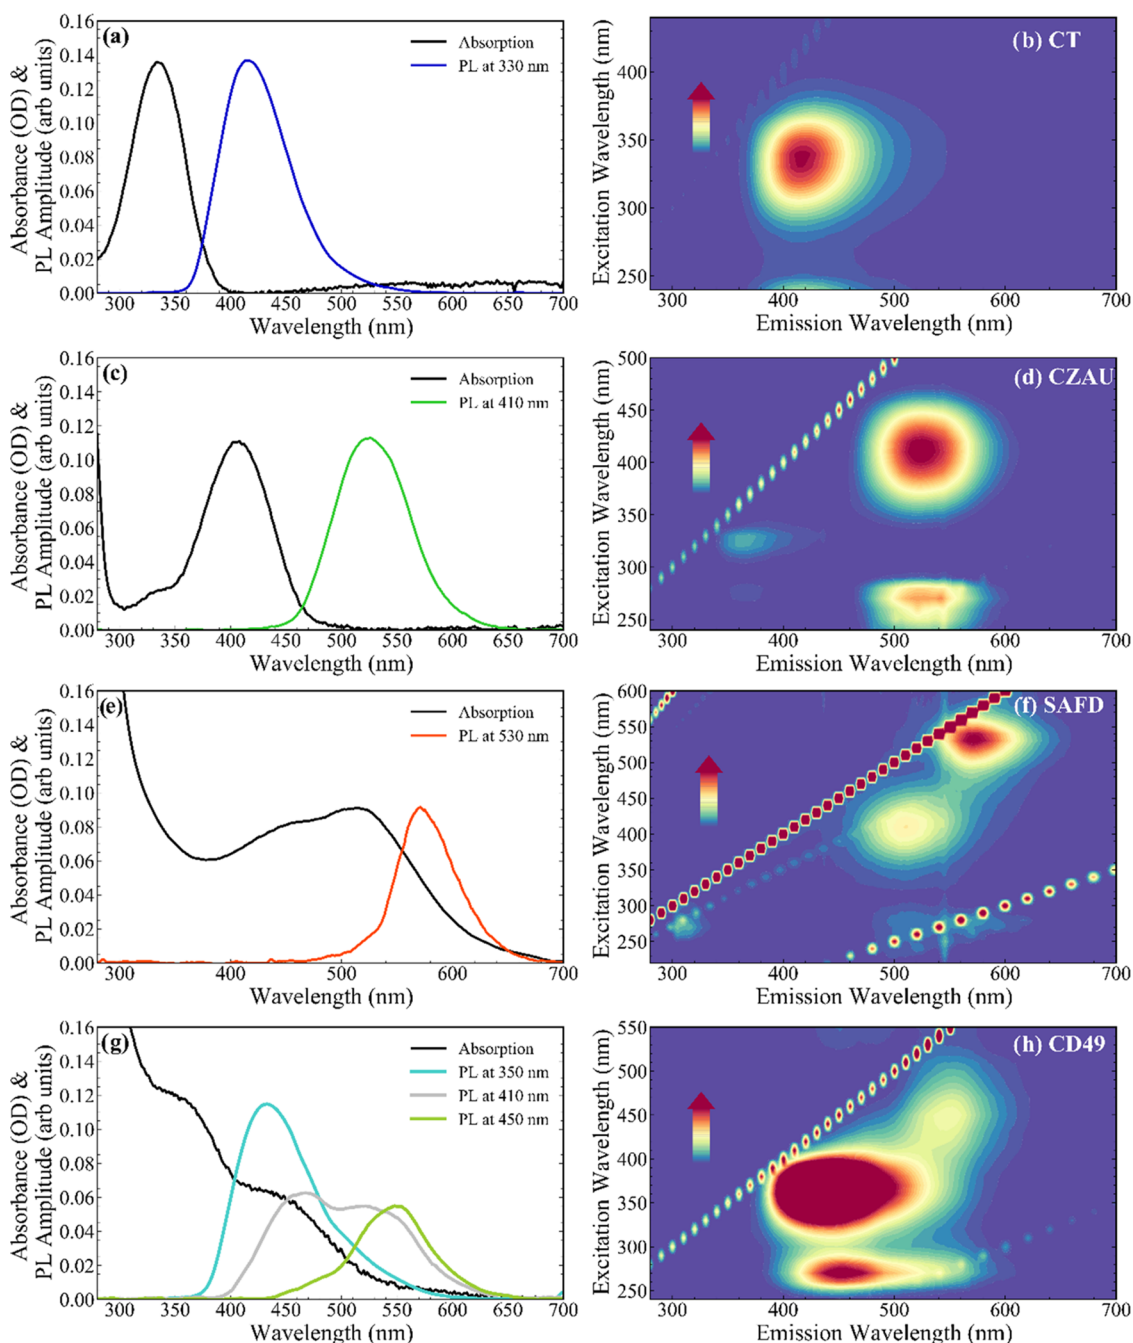 (a)
Absorption
PL at 330 nm
Absorbance (OD) &
PL Amplitude (arb units)
0.16
0.14
0.12
0.10
0.08
0.06
0.04
0.02
0.00
300 350 400 450 500 550 600 650 700
Wavelength (nm)
(b) CT
Excitation Wavelength (nm)
400
350
300
250
300 400 500 600 700
Emission Wavelength (nm)
(c)
Absorption
PL at 410 nm
Absorbance (OD) &
PL Amplitude (arb units)
0.16
0.14
0.12
0.10
0.08
0.06
0.04
0.02
0.00
300 350 400 450 500 550 600 650 700
Wavelength (nm)
(d) CZAU
Excitation Wavelength (nm)
500
450
400
350
300
250
300 400 500 600 700
Emission Wavelength (nm)
(e)
Absorption
PL at 530 nm
Absorbance (OD) &
PL Amplitude (arb units)
0.16
0.14
0.12
0.10
0.08
0.06
0.04
0.02
0.00
300 350 400 450 500 550 600 650 700
Wavelength (nm)
(f) SAFD
Excitation Wavelength (nm)
600
550
500
450
400
350
300
250
300 400 500 600 700
Emission Wavelength (nm)
(g)
Absorption
PL at 350 nm
PL at 410 nm
PL at 450 nm
Absorbance (OD) &
PL Amplitude (arb units)
0.16
0.14
0.12
0.10
0.08
0.06
0.04
0.02
0.00
300 350 400 450 500 550 600 650 700
Wavelength (nm)
(h) CD49
Excitation Wavelength (nm)
550
500
450
400
350
300
250
300 400 500 600 700
Emission Wavelength (nm)